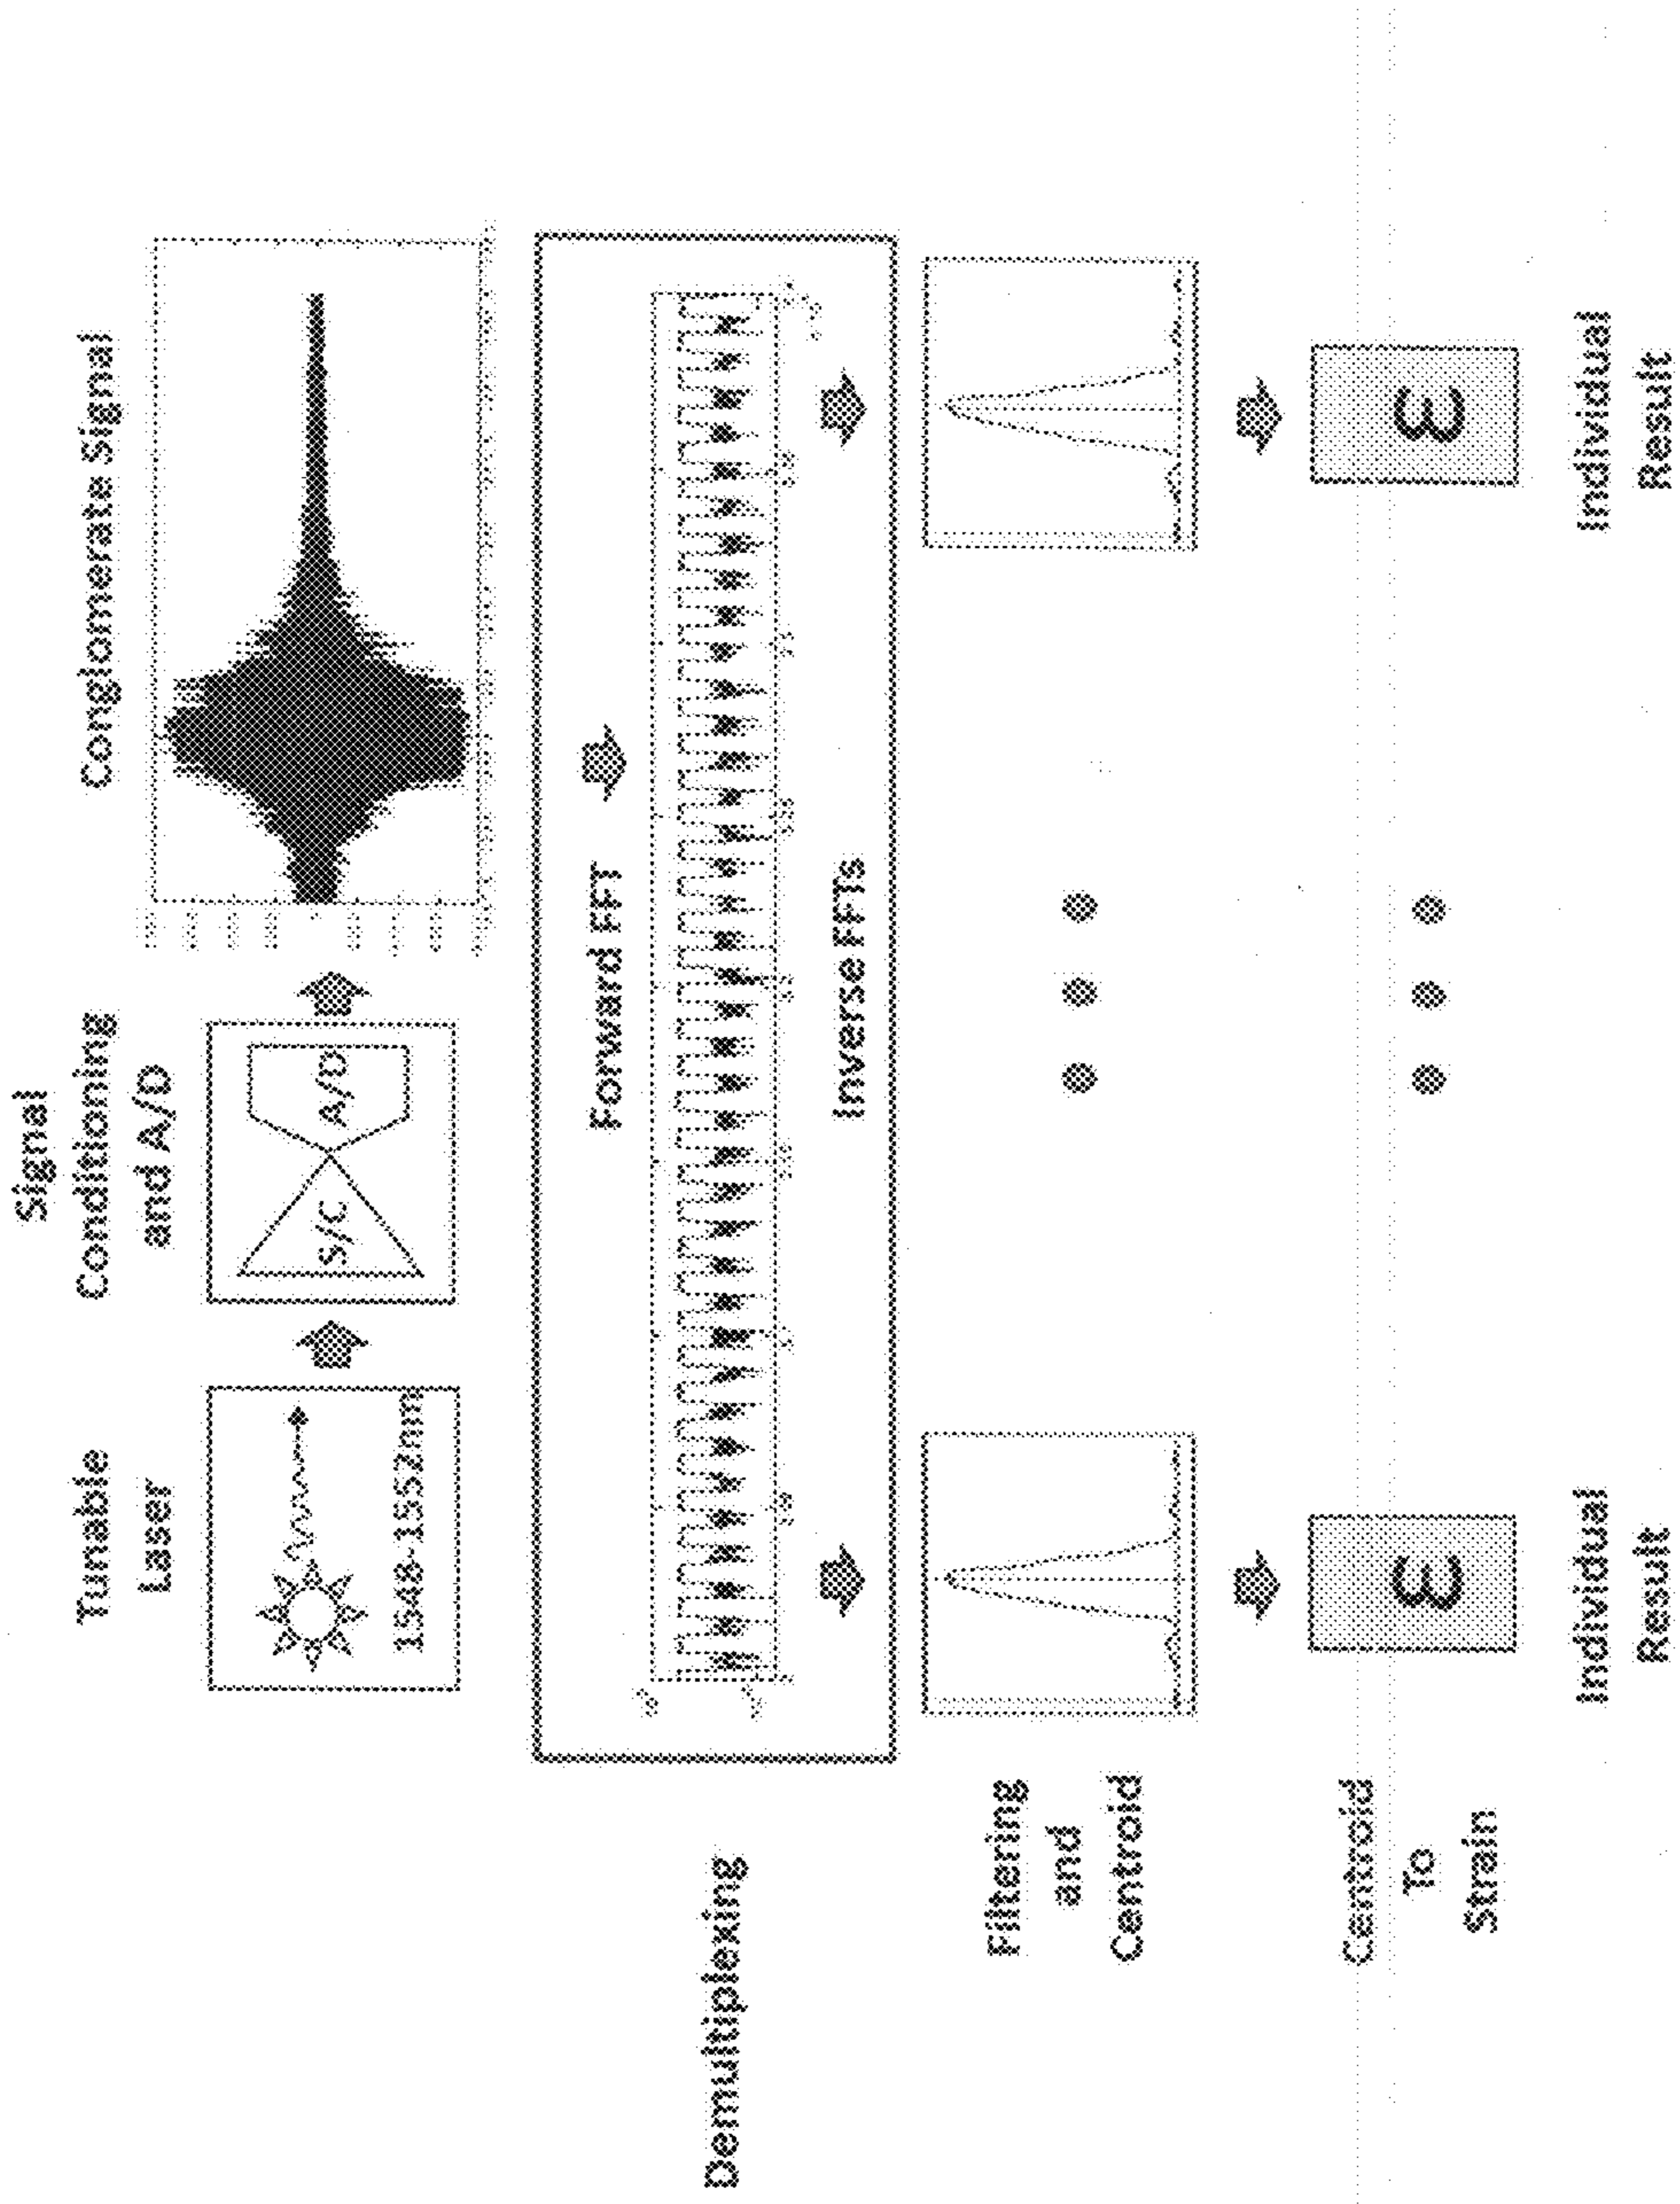 Tunable
Laser
1548-1552nm
Signal
Conditioning
and A/D
S/C
A/D
Conglomerate Signal
Demultiplexing
Forward FFT
Inverse FFTs
Filtering
and
Centroid
Centroid
To
Strain
ε
ε
Individual
Result
Individual
Result